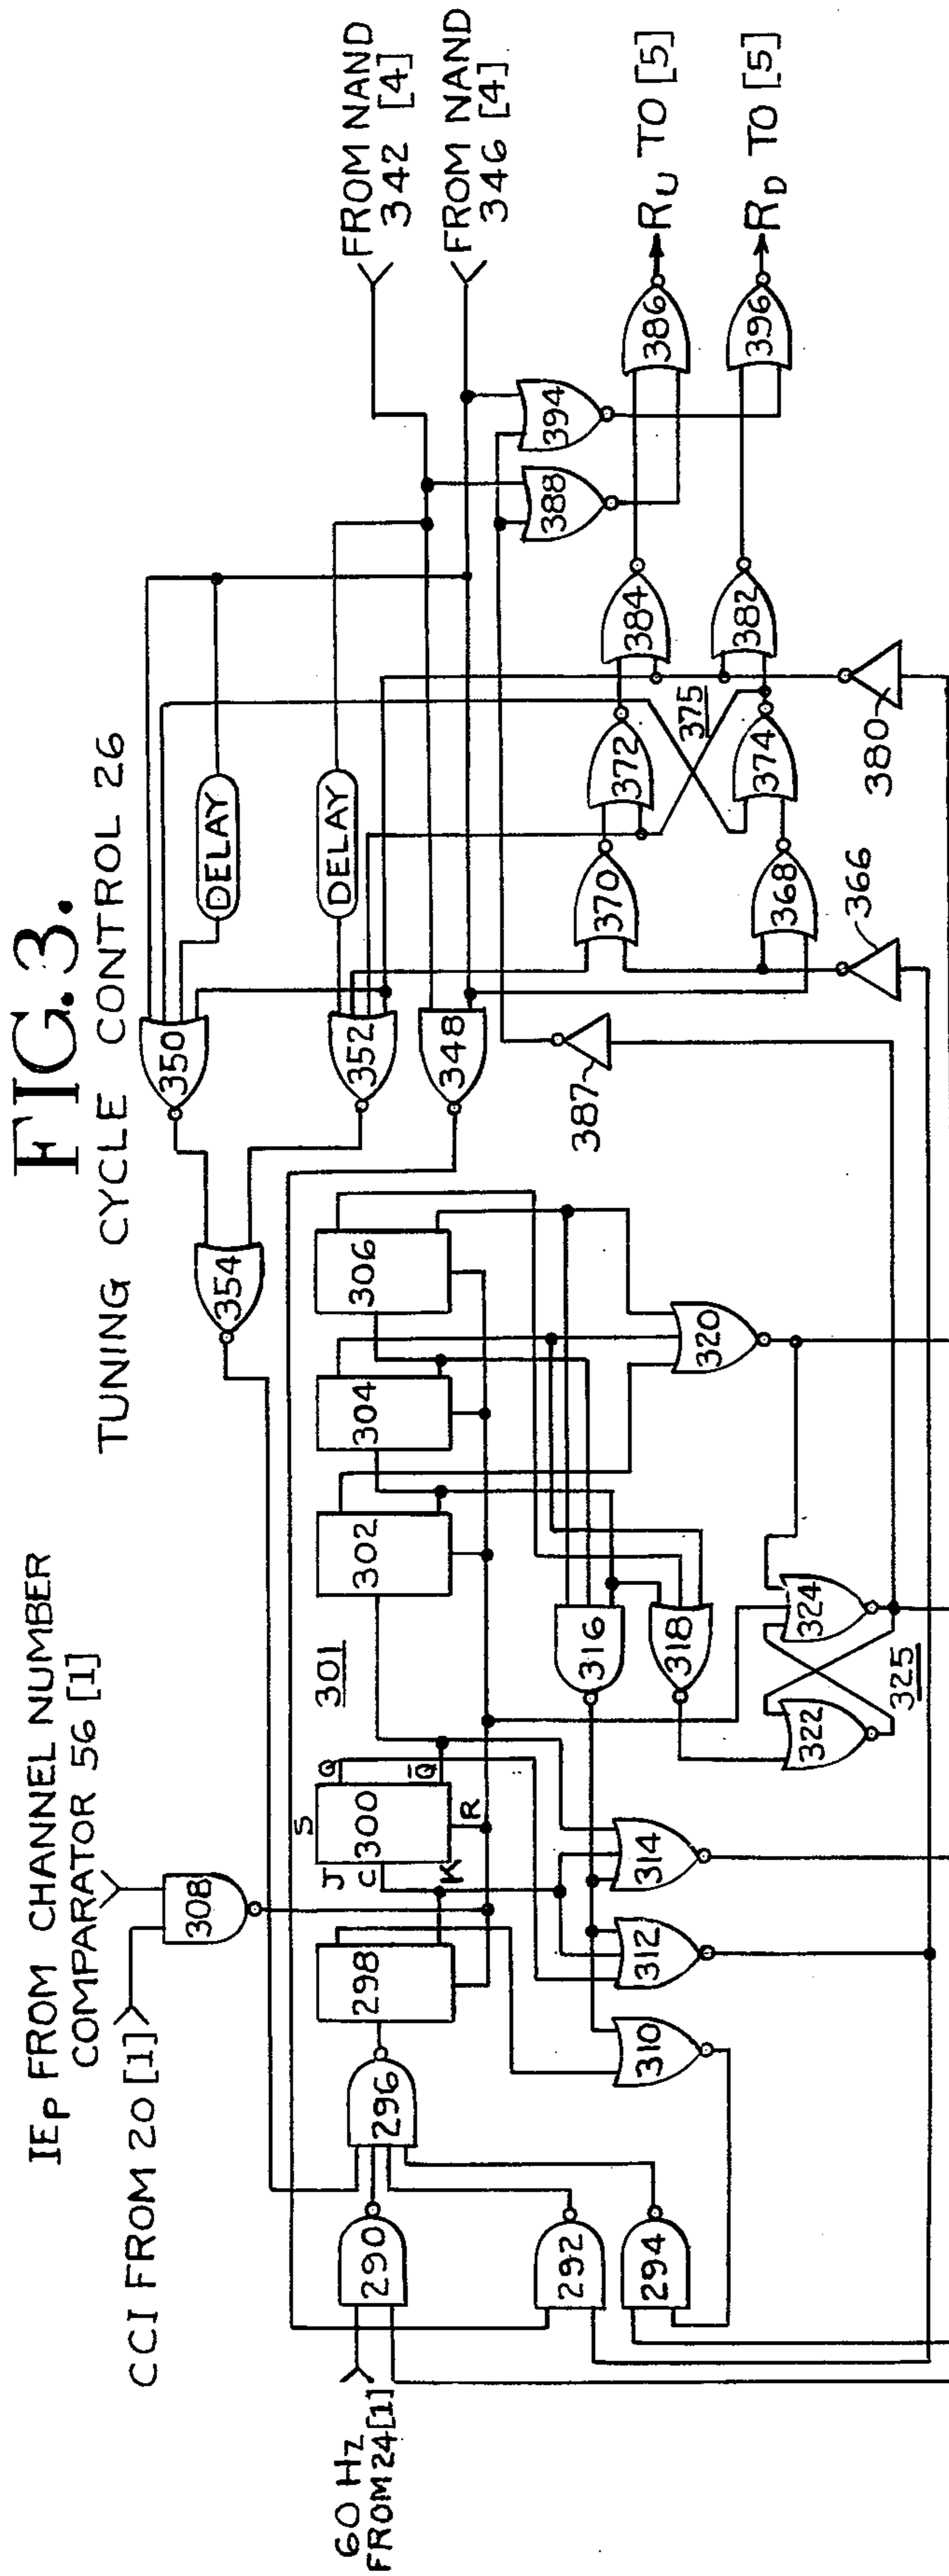 FIG. 3.
TUNING CYCLE CONTROL 26
IEP FROM CHANNEL NUMBER
COMPARATOR 56 [1]
CCI FROM 20 [1]
60 HZ
FROM 24 [1]
FROM NAND
342 [4]
FROM NAND
346 [4]
RU TO [5]
RD TO [5]
DELAY
DELAY
350
352
354
348
308
290
292
294
296
298
S
J
C
K
Q
Q̅
R
300
301
302
304
306
310
312
314
316
318
320
322
324
325
387
366
368
370
372
374
375
380
382
384
386
388
394
396